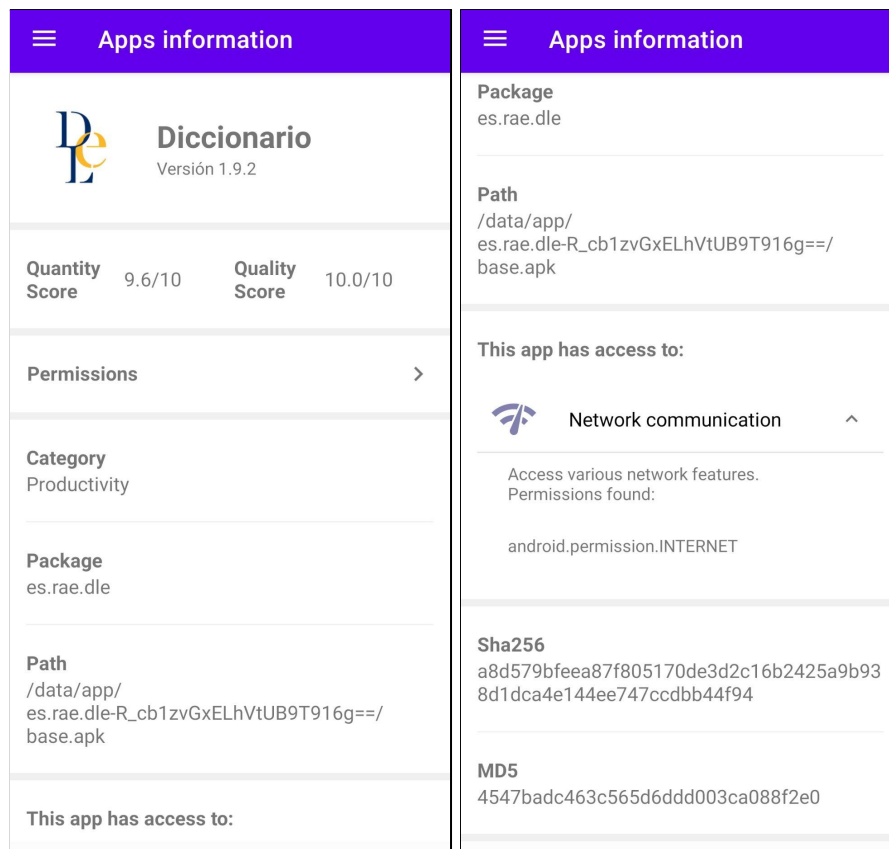 Apps information
DLe
Diccionario
Versión 1.9.2
Quantity Score
9.6/10
Quality Score
10.0/10
Permissions
Category
Productivity
Package
es.rae.dle
Path
/data/app/
es.rae.dle-R_cb1zvGxELhVtUB9T916g==/
base.apk
This app has access to:
Apps information
Package
es.rae.dle
Path
/data/app/
es.rae.dle-R_cb1zvGxELhVtUB9T916g==/
base.apk
This app has access to:
Network communication
Access various network features.
Permissions found:
android.permission.INTERNET
Sha256
a8d579bfeea87f805170de3d2c16b2425a9b93
8d1dca4e144ee747ccdbb44f94
MD5
4547badc463c565d6ddd003ca088f2e0